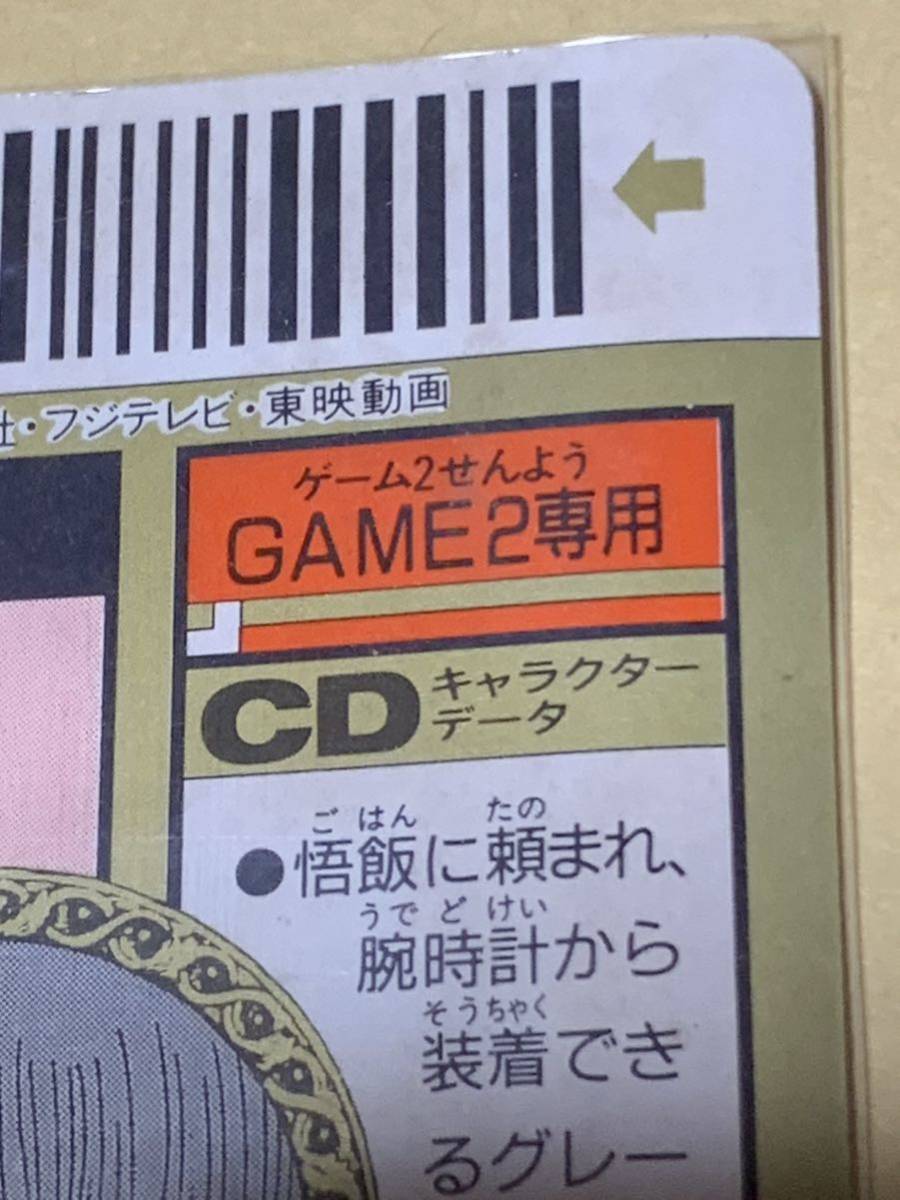 社・フジテレビ・東映動画
ゲーム2せんよう
GAME2専用
CD キャラクター
データ
ご はん たの
●悟飯に頼まれ、
うで ど けい
腕時計から
そうちゃく
装着でき
るグレー